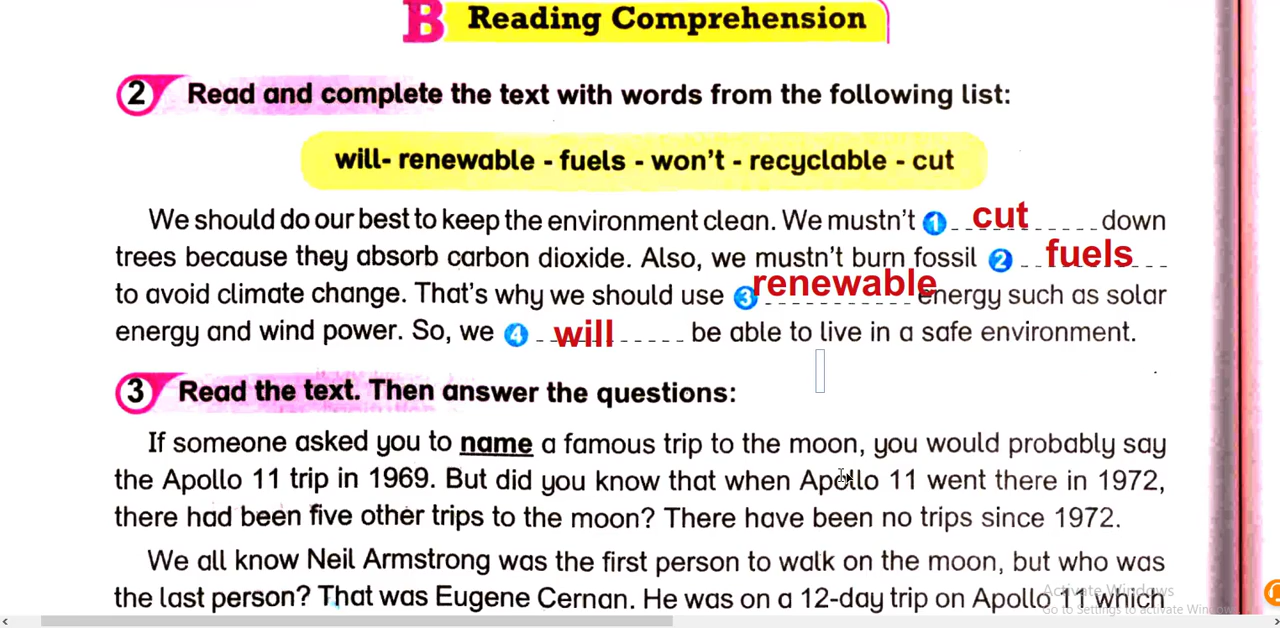 B Reading Comprehension
2 Read and complete the text with words from the following list:
will- renewable - fuels - won't - recyclable - cut
We should do our best to keep the environment clean. We mustn't 1 cut down
trees because they absorb carbon dioxide. Also, we mustn't burn fossil 2 fuels
to avoid climate change. That's why we should use 3 renewable energy such as solar
energy and wind power. So, we 4 will be able to live in a safe environment.
3 Read the text. Then answer the questions:
If someone asked you to name a famous trip to the moon, you would probably say
the Apollo 11 trip in 1969. But did you know that when Apollo 11 went there in 1972,
there had been five other trips to the moon? There have been no trips since 1972.
We all know Neil Armstrong was the first person to walk on the moon, but who was
the last person? That was Eugene Cernan. He was on a 12-day trip on Apollo 11 which
Activate Windows
Go to Settings to activate Windows.